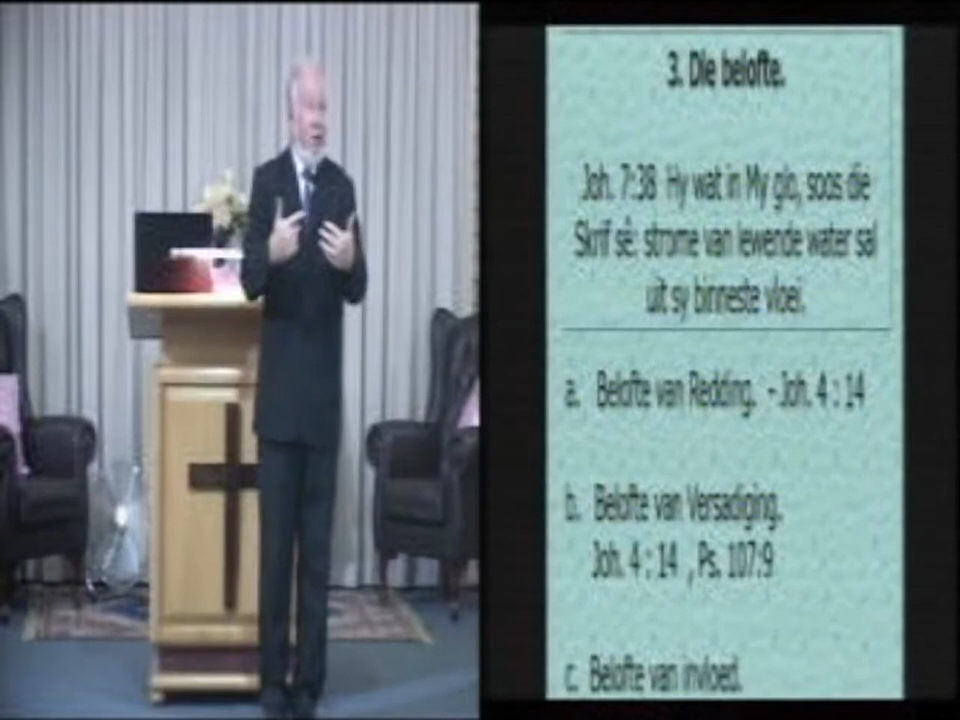 3. Die belofte.
Joh. 7:38 Hy wat in My glo, soos die
Skrif sê: strome van lewende water sal
uit sy binneste vloei.
a. Belofte van Redding. - Joh. 4 : 14
b. Belofte van Versadiging.
Joh. 4 : 14 , Ps. 107:9
c. Belofte van invloed.